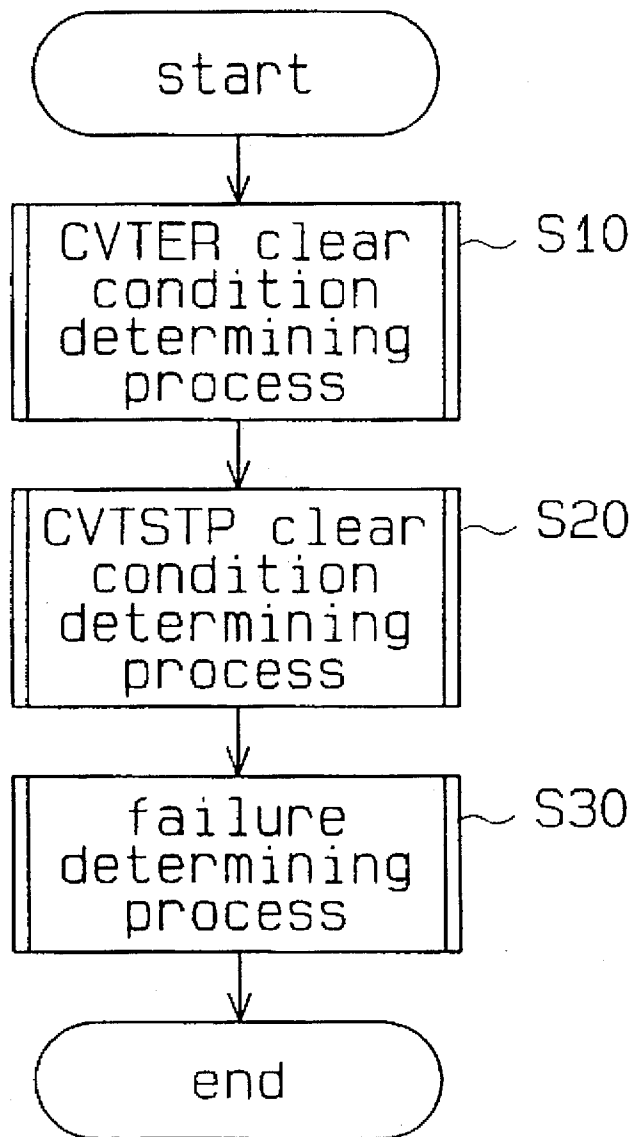 start
CVTER clear
condition
determining
process
S10
CVTSTP clear
condition
determining
process
S20
failure
determining
process
S30
end